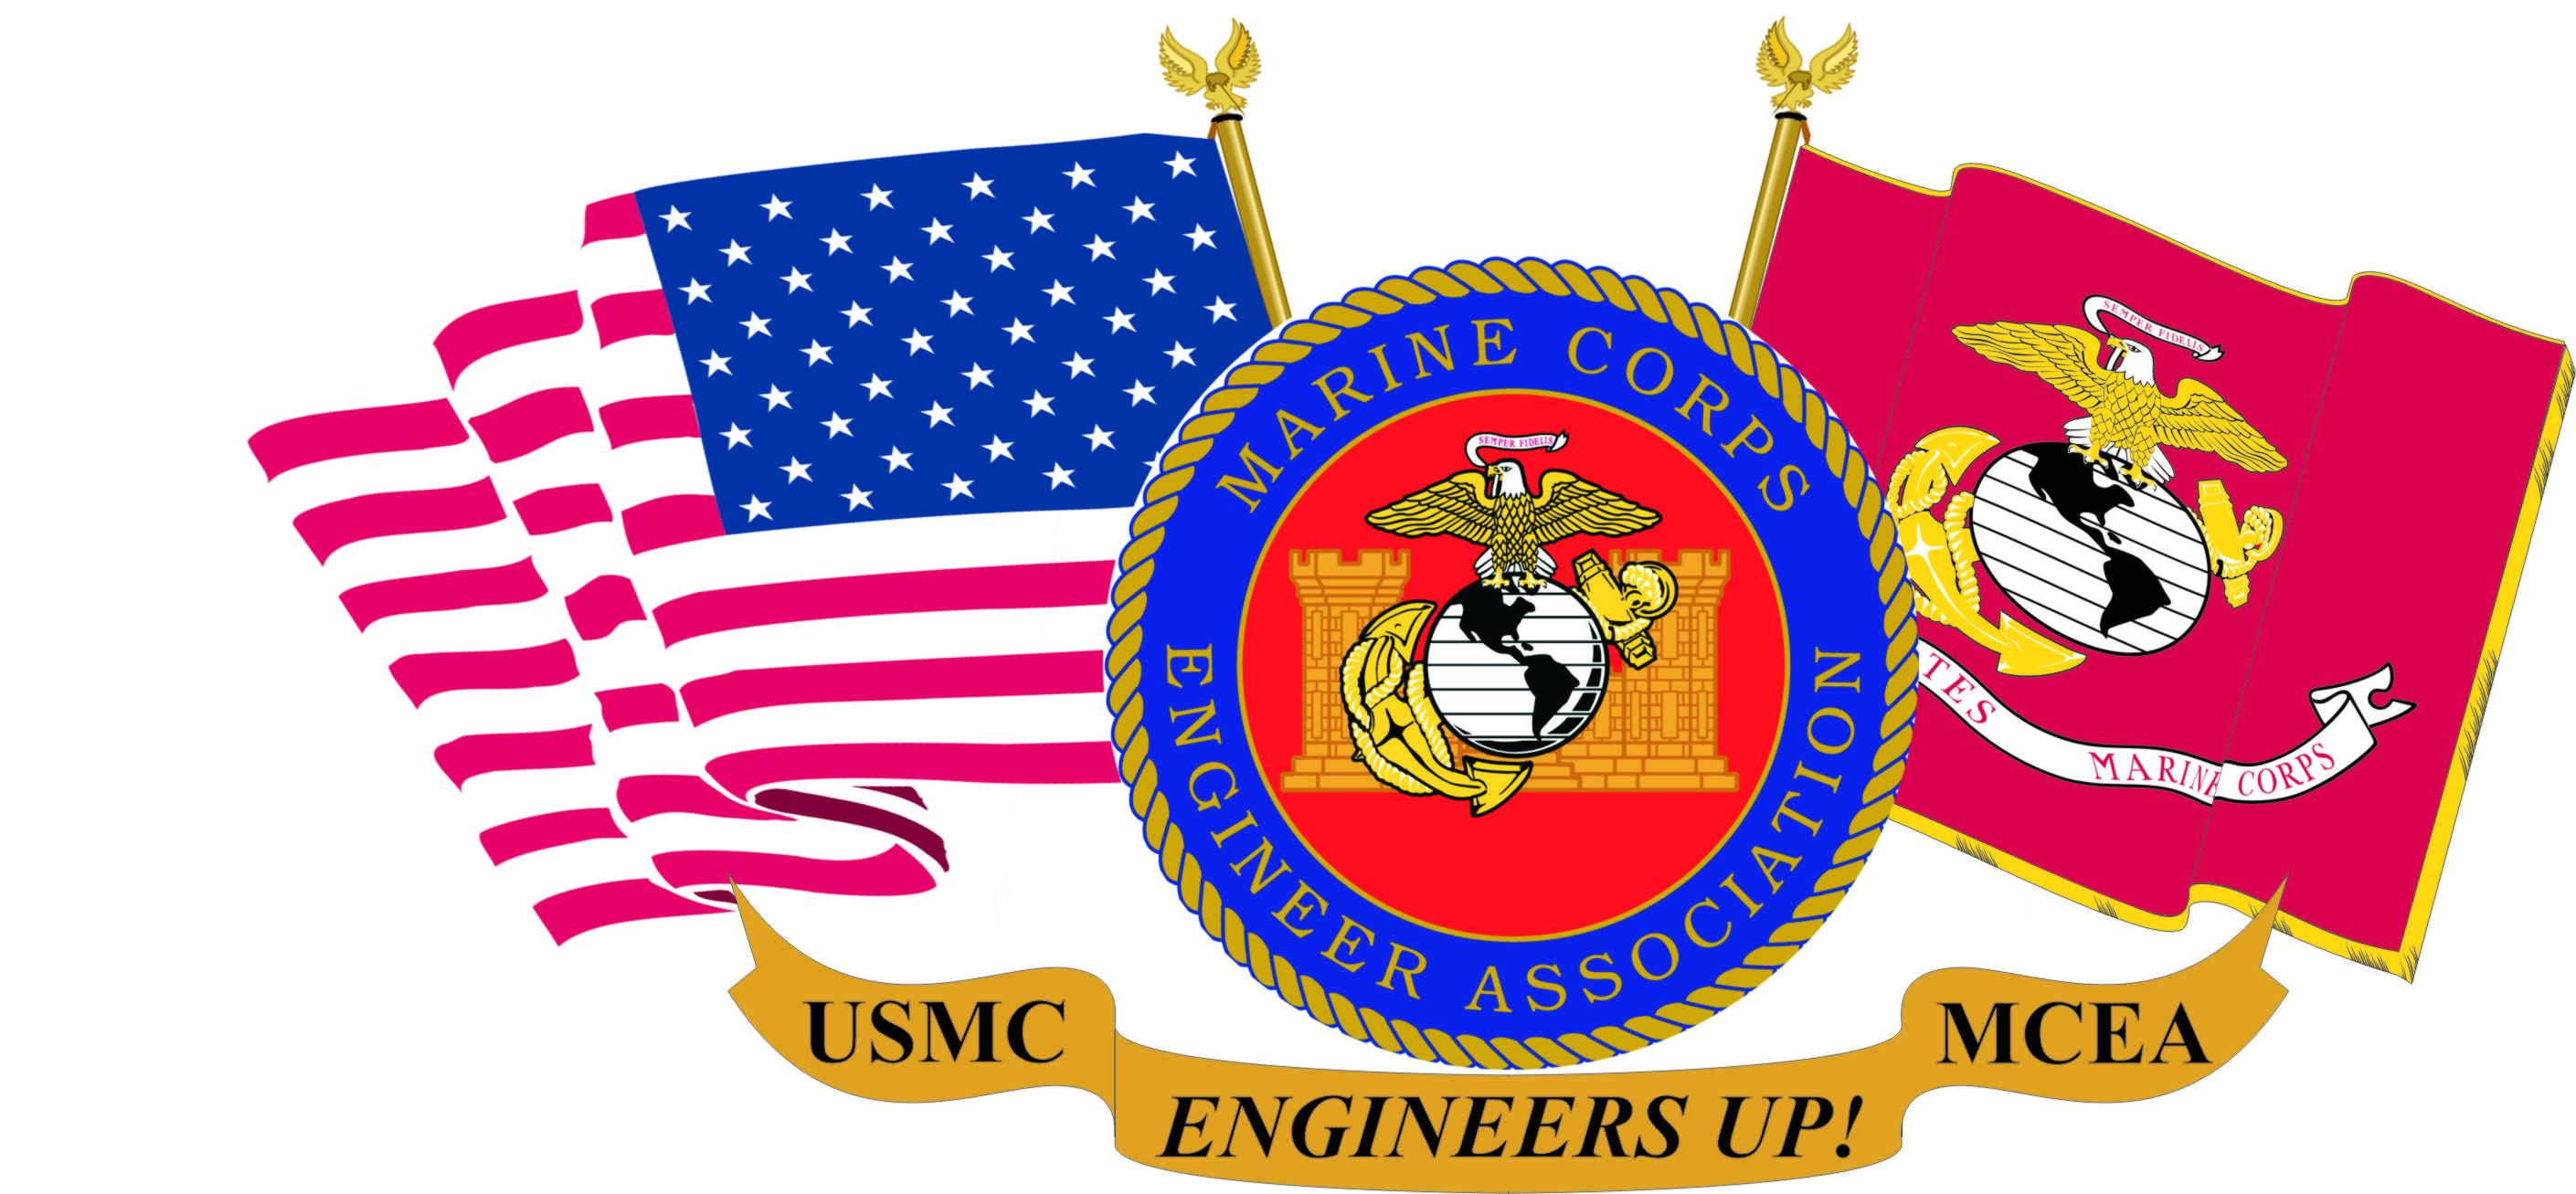 SEMPER FIDELIS
MARINE CORPS
SEMPER FIDELIS
ENGINEER ASSOCIATION
TES MARINE CORPS
USMC
ENGINEERS UP!
MCEA